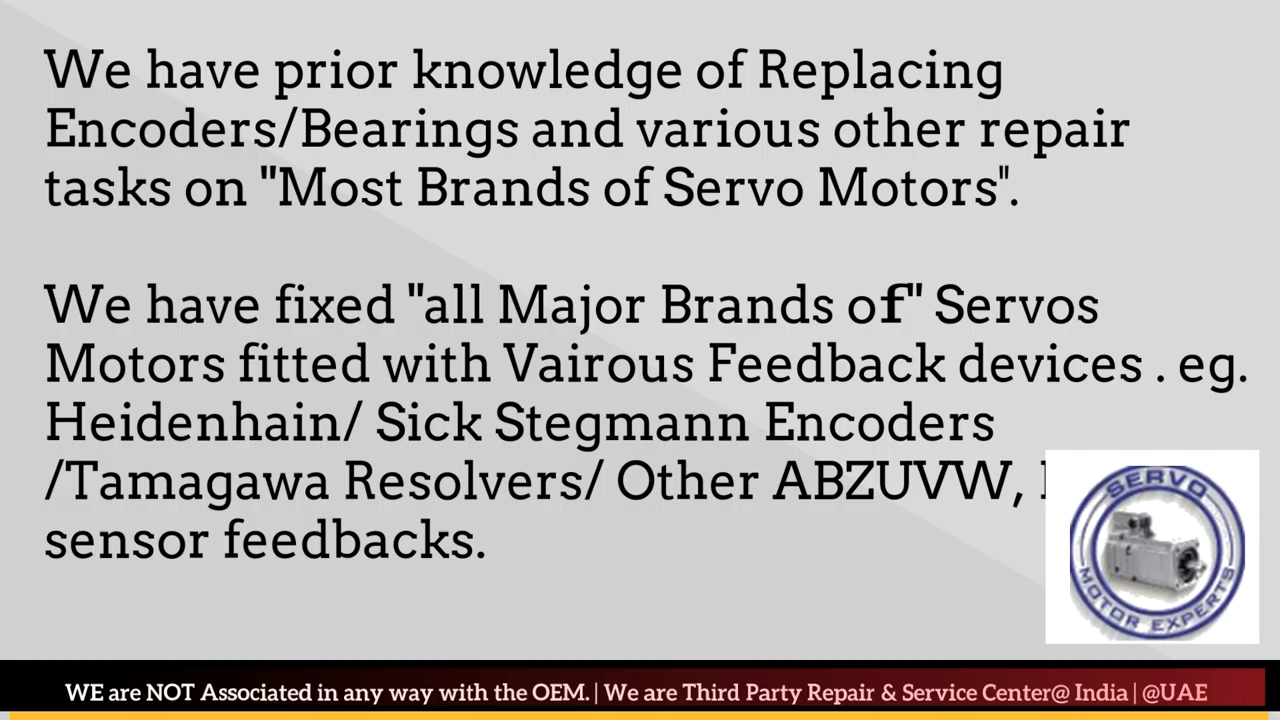 We have prior knowledge of Replacing
Encoders/Bearings and various other repair
tasks on "Most Brands of Servo Motors".
We have fixed "all Major Brands of" Servos
Motors fitted with Vairous Feedback devices . eg.
Heidenhain/ Sick Stegmann Encoders
/Tamagawa Resolvers/ Other ABZUVW,
sensor feedbacks.
SERVO
MOTOR EXPERTS
WE are NOT Associated in any way with the OEM. | We are Third Party Repair & Service Center@ India | @UAE